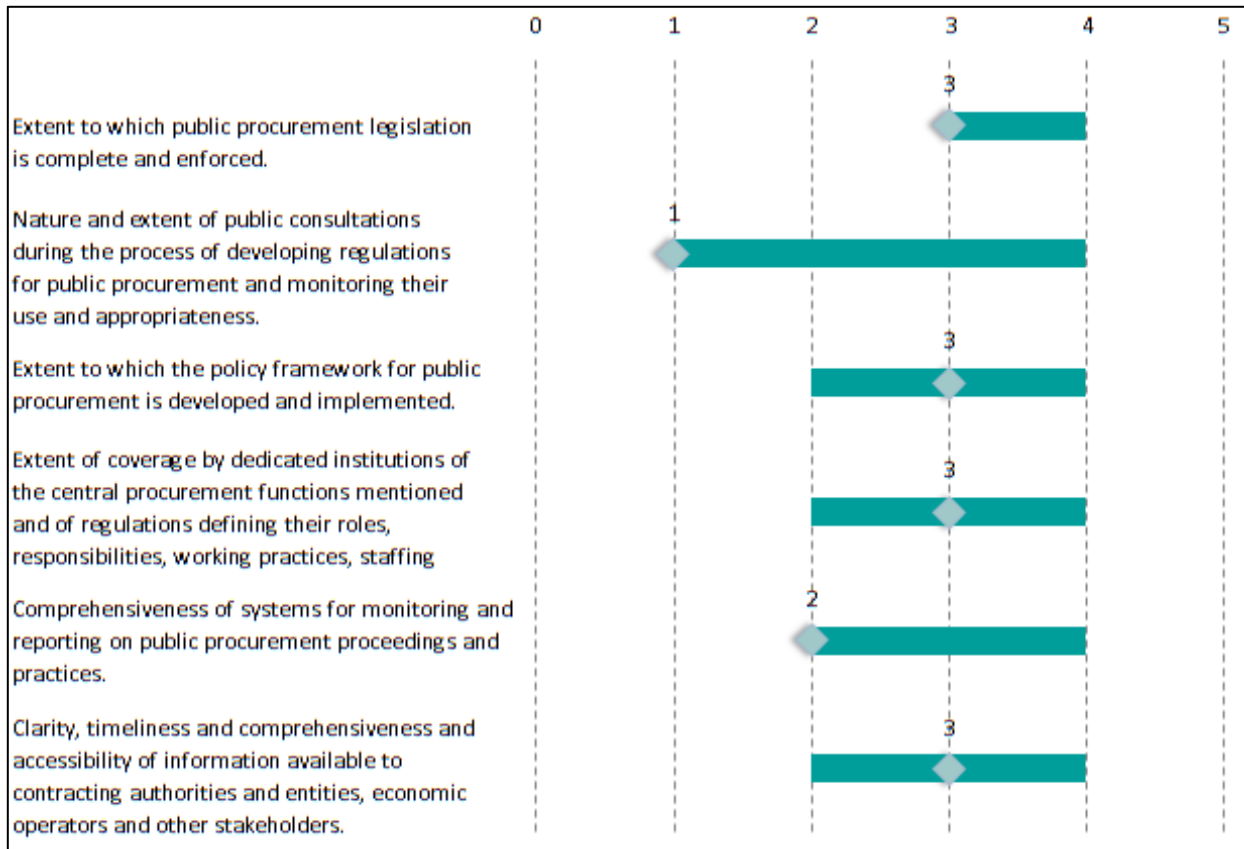 0 1 2 3 4 5
3
Extent to which public procurement legislation
is complete and enforced.
Nature and extent of public consultations
1
during the process of developing regulations
for public procurement and monitoring their
use and appropriateness.
3
Extent to which the policy framework for public
procurement is developed and implemented.
Extent of coverage by dedicated institutions of
3
the central procurement functions mentioned
and of regulations defining their roles,
responsibilities, working practices, staffing
2
Comprehensiveness of systems for monitoring and
reporting on public procurement proceedings and
practices.
Clarity, timeliness and comprehensiveness and
3
accessibility of information available to
contracting authorities and entities, economic
operators and other stakeholders.